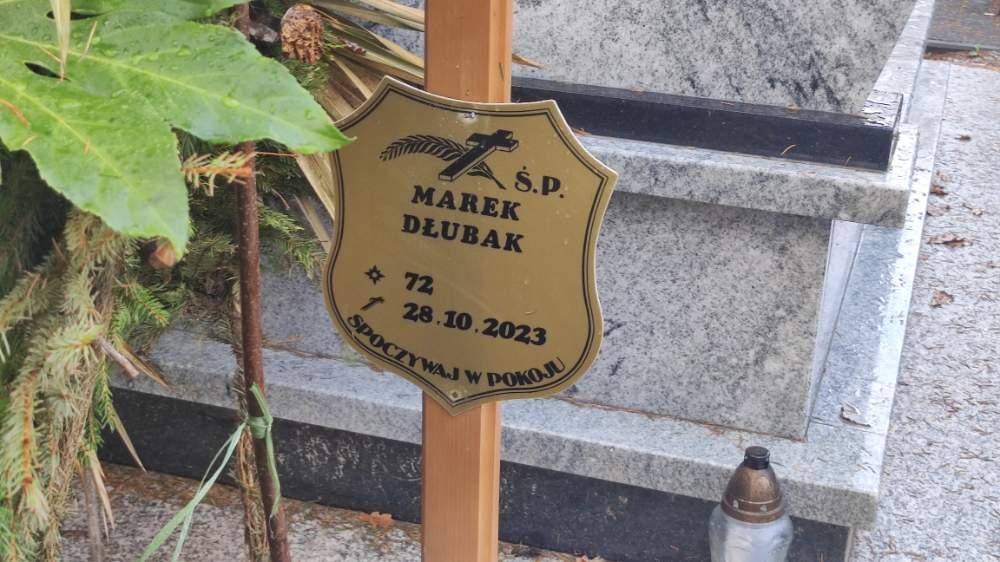 Ś.P.
MAREK
DŁUBAK
72
28.10.2023
SPOCZYWAJ W POKOJU